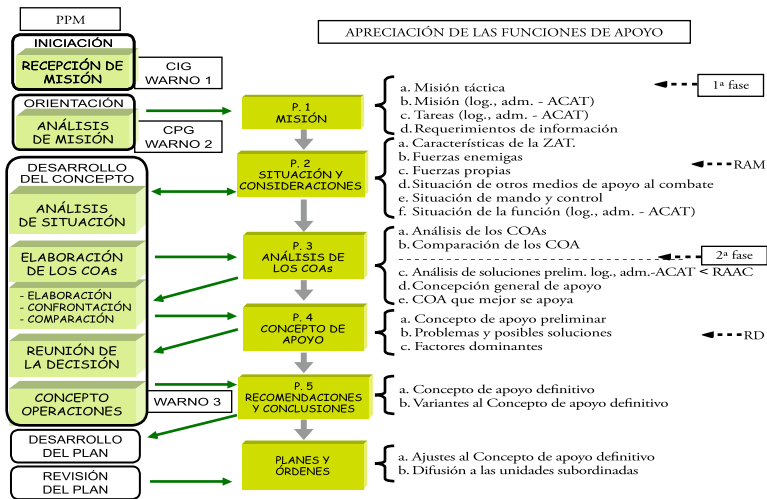 PPM
APRECIACIÓN DE LAS FUNCIONES DE APOYO
INICIACIÓN
RECEPCIÓN DE
MISIÓN
CIG
WARNO 1
ORIENTACIÓN
ANÁLISIS
DE MISIÓN
CPG
WARNO 2
DESARROLLO
DEL CONCEPTO
ANÁLISIS
DE SITUACIÓN
ELABORACIÓN
DE LOS COAs
- ELABORACIÓN
- CONFRONTACIÓN
- COMPARACIÓN
REUNIÓN DE
LA DECISIÓN
CONCEPTO
OPERACIONES
WARNO 3
DESARROLLO
DEL PLAN
REVISIÓN
DEL PLAN
P. 1
MISIÓN
P. 2
SITUACIÓN Y
CONSIDERACIONES
P. 3
ANÁLISIS DE
LOS COAs
P. 4
CONCEPTO DE
APOYO
P. 5
RECOMENDACIONES
Y CONCLUSIONES
PLANES Y
ÓRDENES
a. Misión táctica
b. Misión (log., adm. - ACAT)
c. Tareas (log., adm. - ACAT)
d. Requerimientos de información
1ª fase
a. Características de la ZAT.
b. Fuerzas enemigas
c. Fuerzas propias
d. Situación de otros medios de apoyo al combate
e. Situación de mando y control
f. Situación de la función (log., adm. - ACAT)
RAM
a. Análisis de los COAs
b. Comparación de los COA
2ª fase
c. Análisis de soluciones prelim. log., adm.-ACAT < RAAC
d. Concepción general de apoyo
e. COA que mejor se apoya
a. Concepto de apoyo preliminar
b. Problemas y posibles soluciones
c. Factores dominantes
RD
a. Concepto de apoyo definitivo
b. Variantes al Concepto de apoyo definitivo
a. Ajustes al Concepto de apoyo definitivo
b. Difusión a las unidades subordinadas